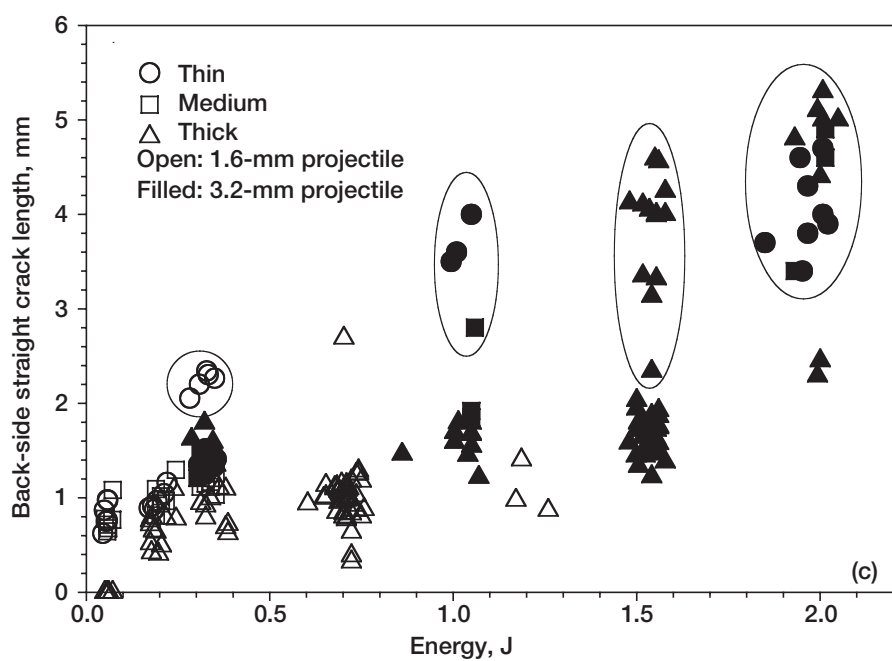 6
5
4
3
2
1
0
Back-side straight crack length, mm
Thin
Medium
Thick
Open: 1.6-mm projectile
Filled: 3.2-mm projectile
(c)
0.0 0.5 1.0 1.5 2.0
Energy, J